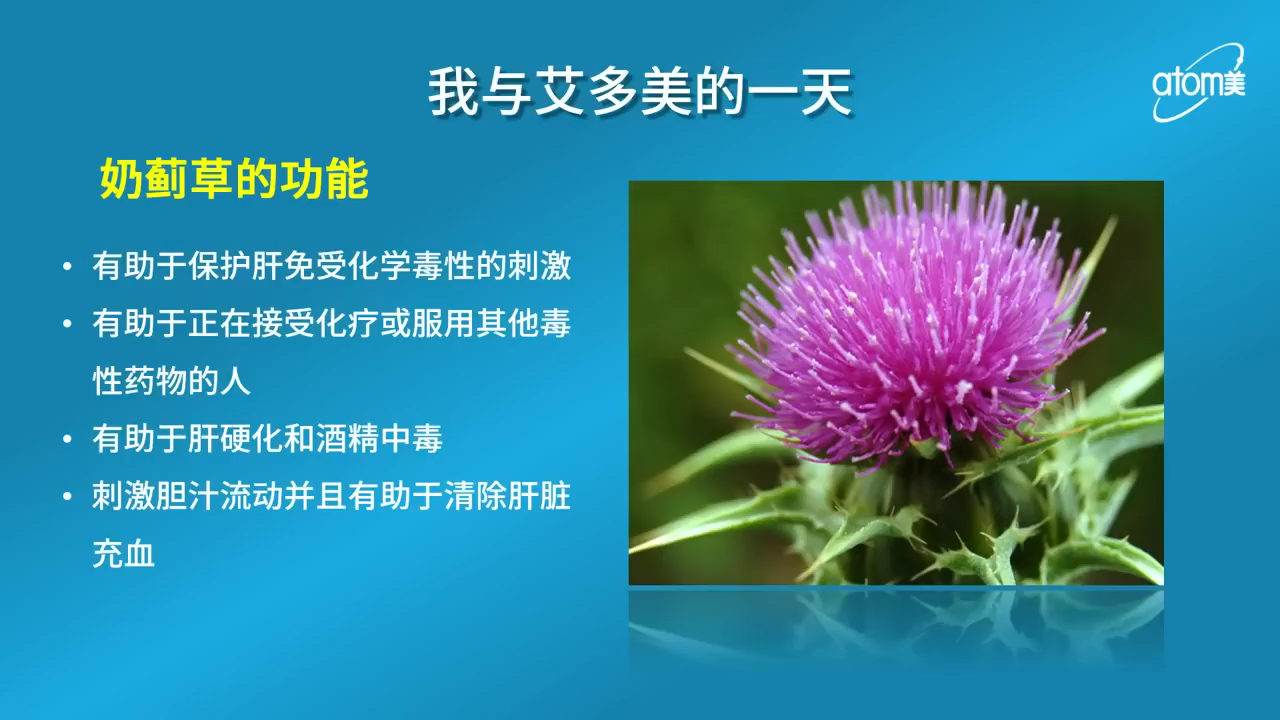 我与艾多美的一天
atom美
奶蓟草的功能
• 有助于保护肝免受化学毒性的刺激
• 有助于正在接受化疗或服用其他毒
性药物的人
• 有助于肝硬化和酒精中毒
• 刺激胆汁流动并且有助于清除肝脏
充血